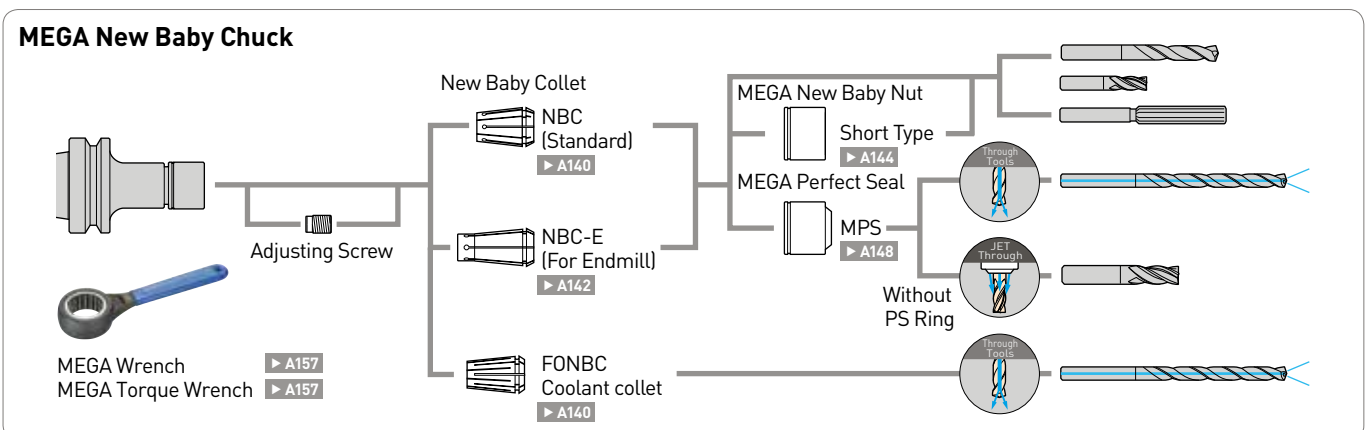 MEGA New Baby Chuck
New Baby Collet
NBC
(Standard)
▶ A140
Adjusting Screw
NBC-E
(For Endmill)
▶ A142
FONBC
Coolant collet
▶ A140
MEGA Wrench ▶ A157
MEGA Torque Wrench ▶ A157
MEGA New Baby Nut
Short Type
▶ A144
MEGA Perfect Seal
MPS
▶ A148
Without
PS Ring
Through
Tools
JET
Through
Through
Tools